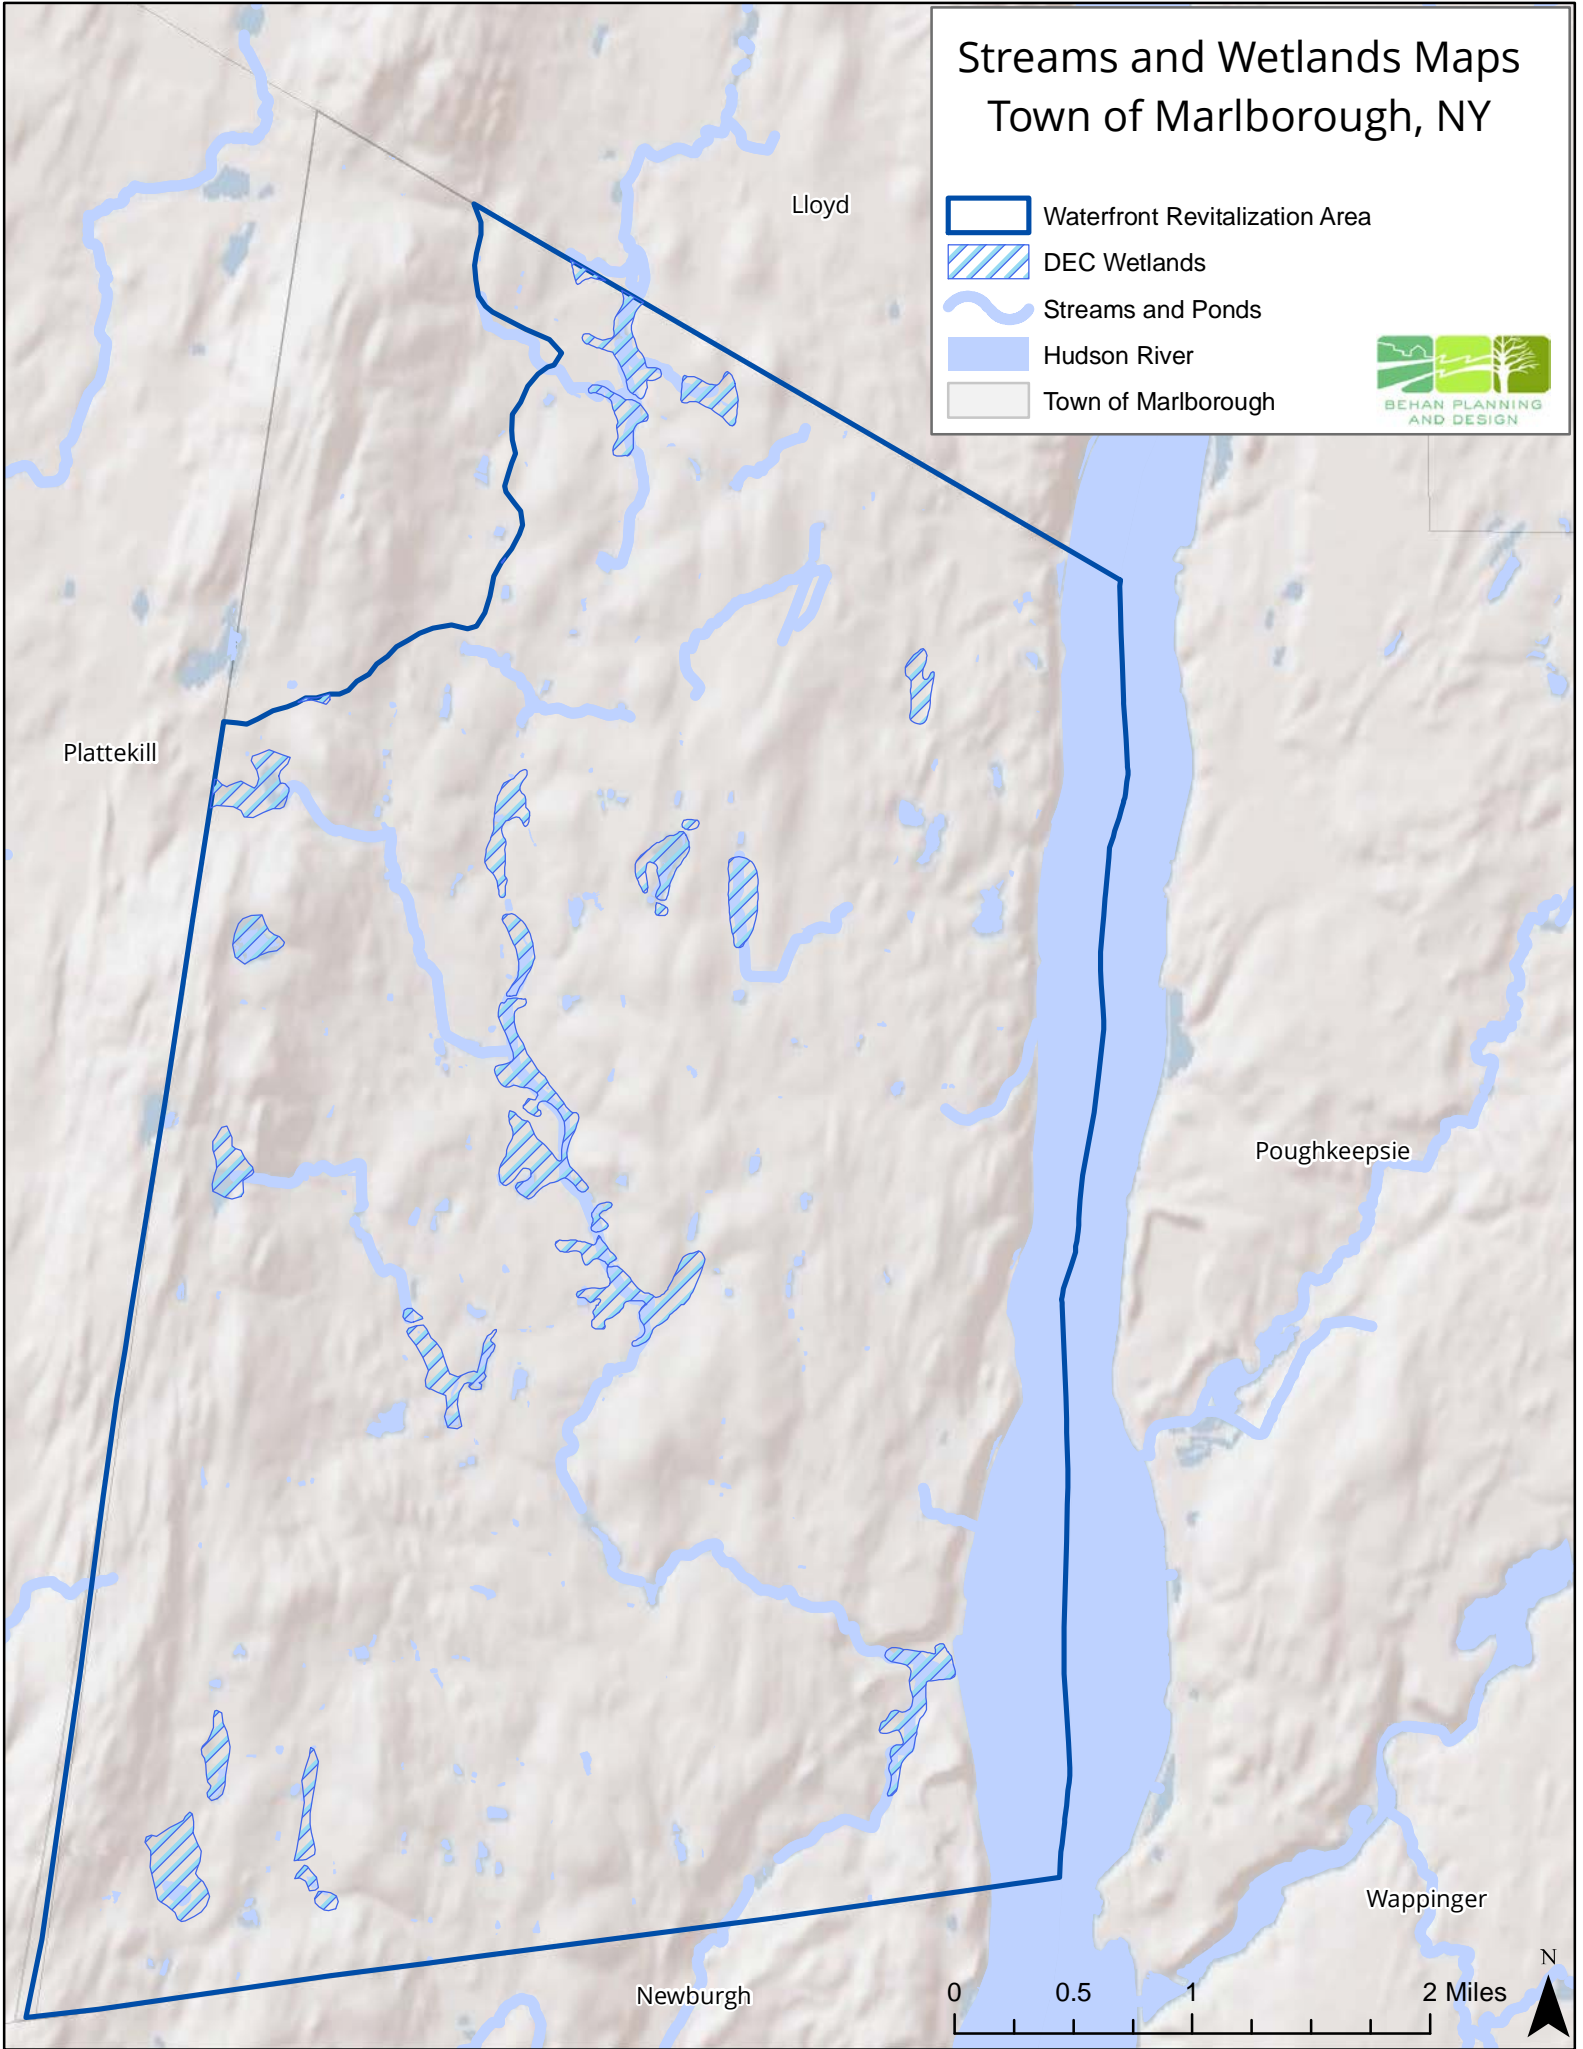 Streams and Wetlands Maps
Town of Marlborough, NY
Waterfront Revitalization Area
DEC Wetlands
Streams and Ponds
Hudson River
Town of Marlborough
BEHAN PLANNING
AND DESIGN
Lloyd
Plattekill
Poughkeepsie
Wappinger
Newburgh
N
0 0.5 1 2 Miles